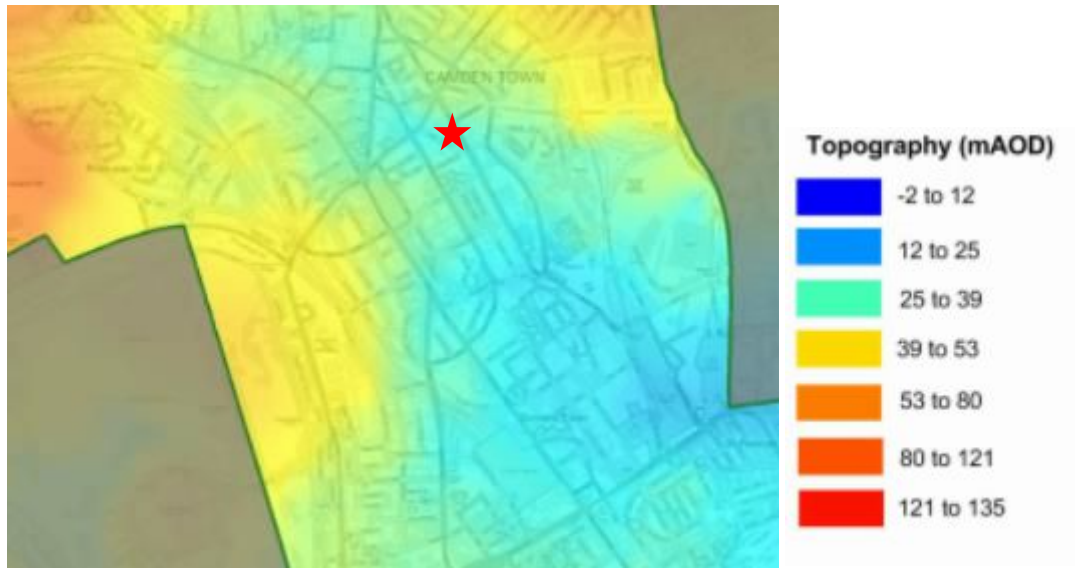 CAMDEN TOWN
Topography (mAOD)
-2 to 12
12 to 25
25 to 39
39 to 53
53 to 80
80 to 121
121 to 135